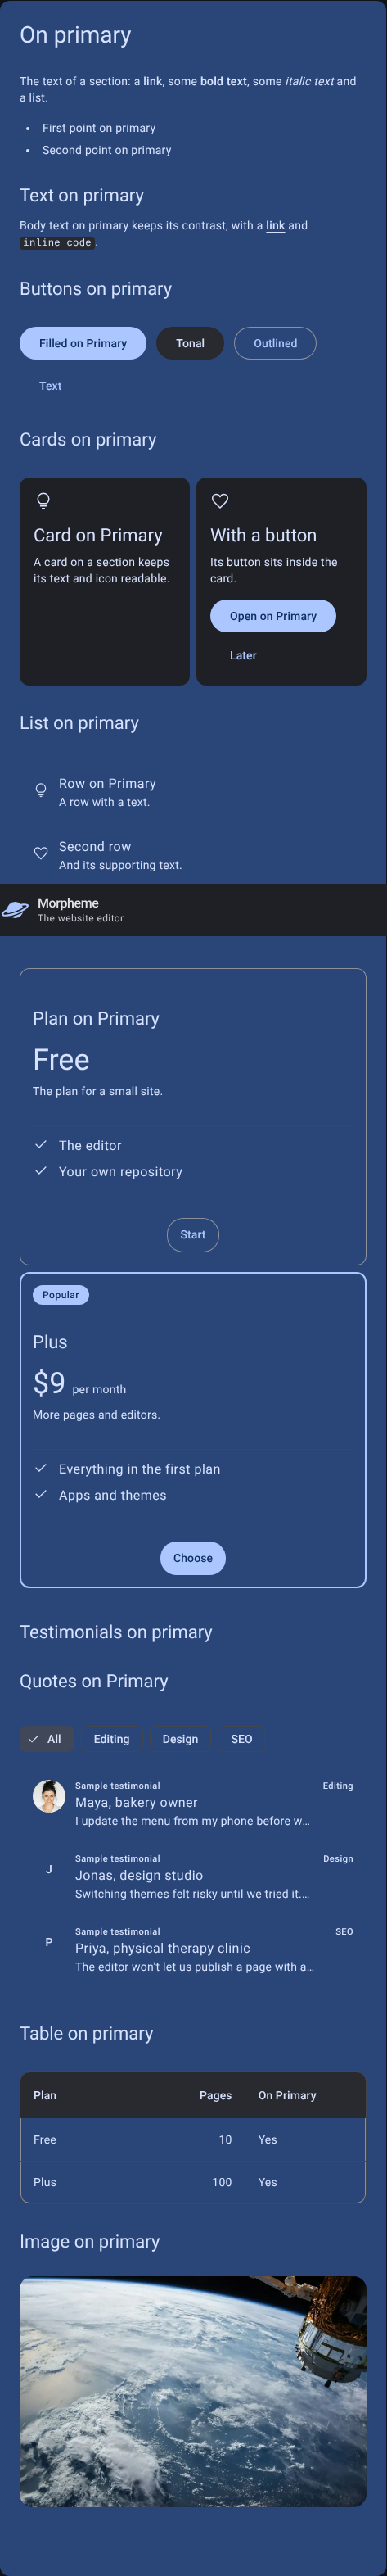 On primary
The text of a section: a link, some bold text, some italic text and
a list.
• First point on primary
• Second point on primary
Text on primary
Body text on primary keeps its contrast, with a link and
inline code.
Buttons on primary
Filled on Primary Tonal Outlined
Text
Cards on primary
Card on Primary
A card on a section keeps
its text and icon readable.
With a button
Its button sits inside the
card.
Open on Primary
Later
List on primary
Row on Primary
A row with a text.
Second row
And its supporting text.
Morpheme
The website editor
Plan on Primary
Free
The plan for a small site.
The editor
Your own repository
Start
Popular
Plus
$9 per month
More pages and editors.
Everything in the first plan
Apps and themes
Choose
Testimonials on primary
Quotes on Primary
All Editing Design SEO
Sample testimonial Editing
Maya, bakery owner
I update the menu from my phone before w…
Sample testimonial Design
J Jonas, design studio
Switching themes felt risky until we tried it.…
Sample testimonial SEO
P Priya, physical therapy clinic
The editor won't let us publish a page with a…
Table on primary
Plan Pages On Primary
Free 10 Yes
Plus 100 Yes
Image on primary